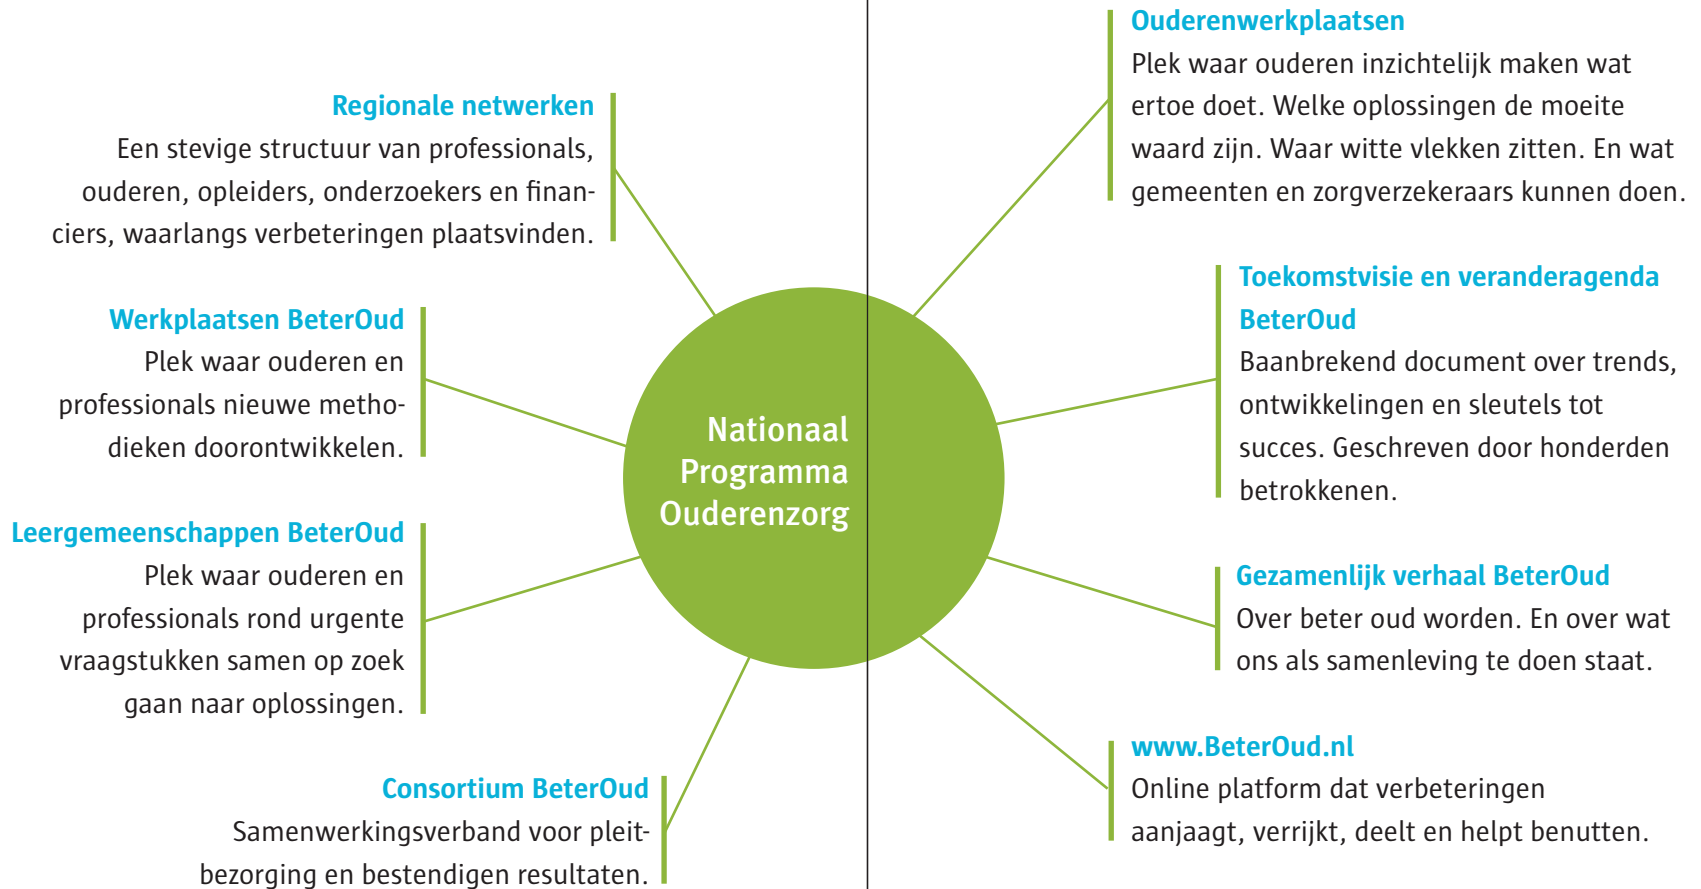 Regionale netwerken
Een stevige structuur van professionals,
ouderen, opleiders, onderzoekers en finan-
ciers, waarlangs verbeteringen plaatsvinden.
Werkplaatsen BeterOud
Plek waar ouderen en
professionals nieuwe metho-
dieken doorontwikkelen.
Leergemeenschappen BeterOud
Plek waar ouderen en
professionals rond urgente
vraagstukken samen op zoek
gaan naar oplossingen.
Consortium BeterOud
Samenwerkingsverband voor pleit-
bezorging en bestendigen resultaten.
Nationaal
Programma
Ouderenzorg
Ouderenwerkplaatsen
Plek waar ouderen inzichtelijk maken wat
ertoe doet. Welke oplossingen de moeite
waard zijn. Waar witte vlekken zitten. En wat
gemeenten en zorgverzekeraars kunnen doen.
Toekomstvisie en veranderagenda
BeterOud
Baanbrekend document over trends,
ontwikkelingen en sleutels tot
succes. Geschreven door honderden
betrokkenen.
Gezamenlijk verhaal BeterOud
Over beter oud worden. En over wat
ons als samenleving te doen staat.
www.BeterOud.nl
Online platform dat verbeteringen
aanjaagt, verrijkt, deelt en helpt benutten.